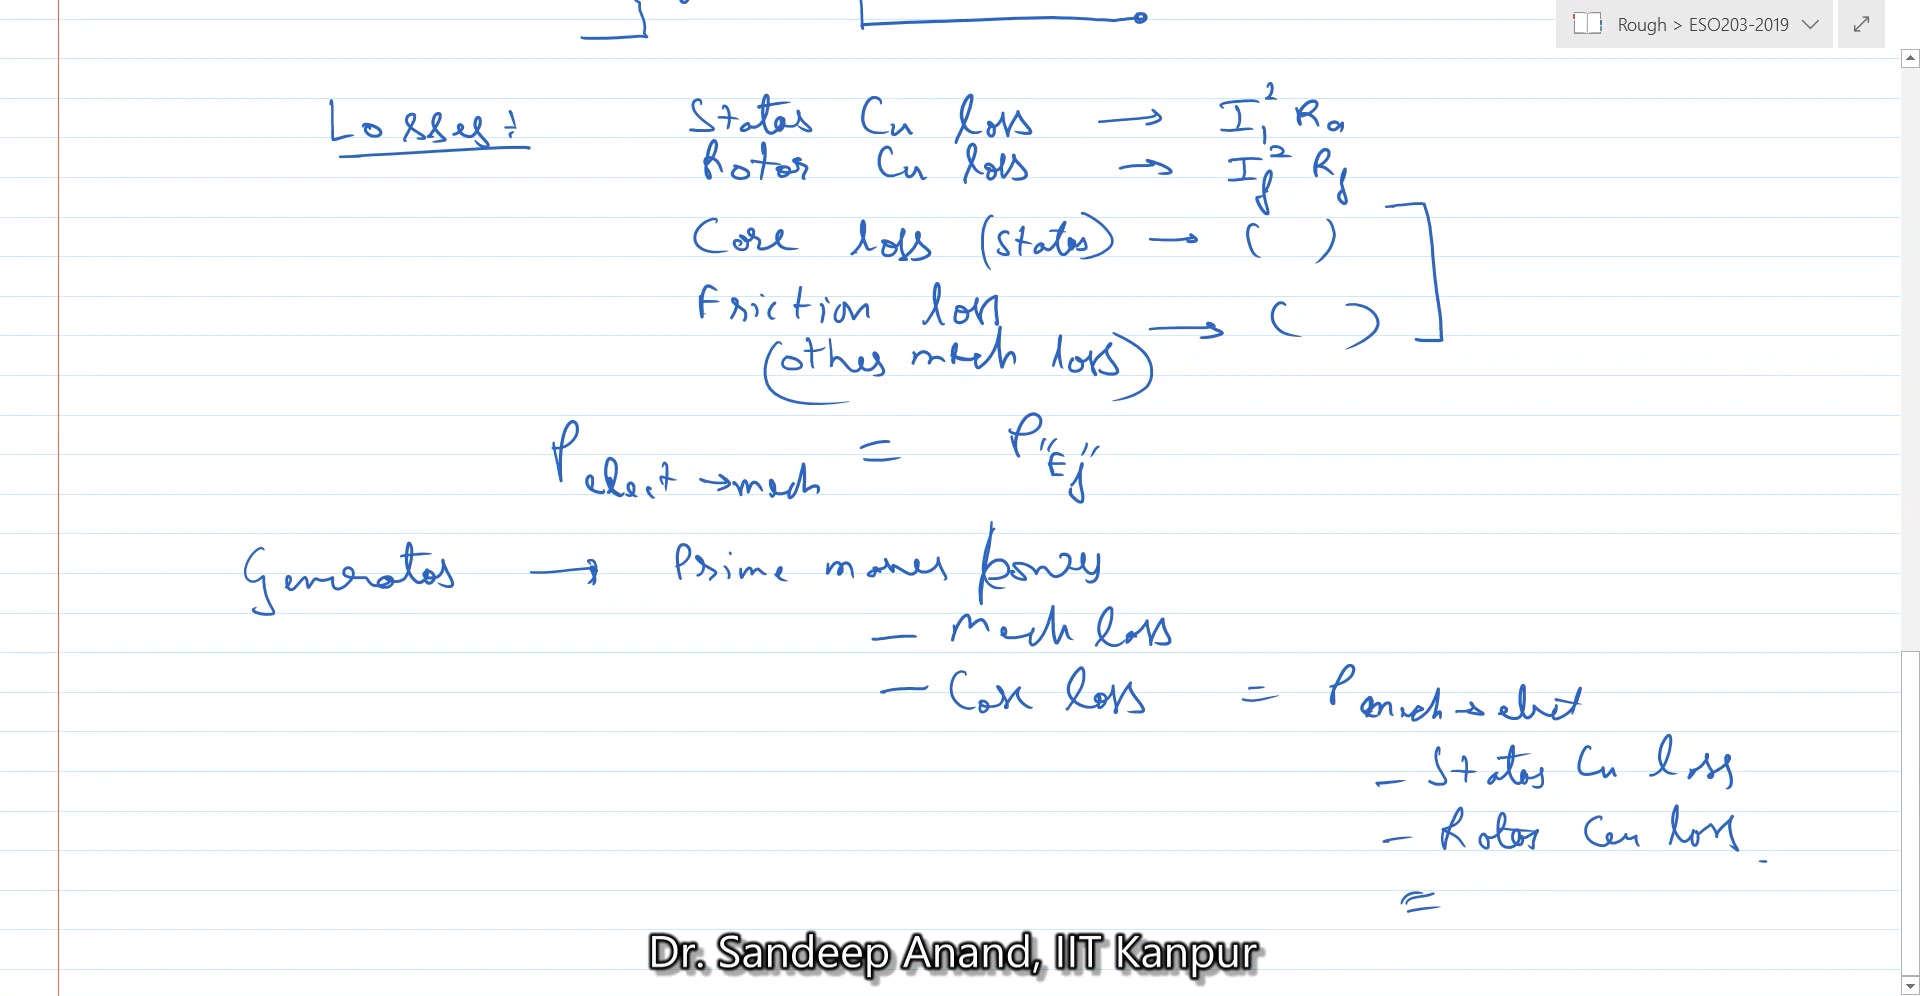 Rough > ESO203-2019
Losses :
Stator Cu loss → I₁² Ra
Rotor Cu loss → If² Rf
Core loss (stator) → ( )
Friction loss
(other mech loss) → ( )
Pelect→mech = P"Ef"
Generator → Prime mover power
– Mech loss
– Core loss = Pmech→elect
– Stator Cu loss
– Rotor Cu loss
=
Dr. Sandeep Anand, IIT Kanpur